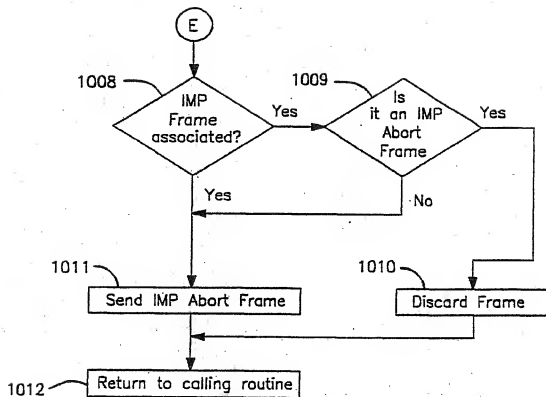 E
1008
IMP
Frame
associated?
Yes
1009
Is
it an IMP
Abort
Frame
Yes
Yes
No
1011
Send IMP Abort Frame
1010
Discard Frame
1012
Return to calling routine